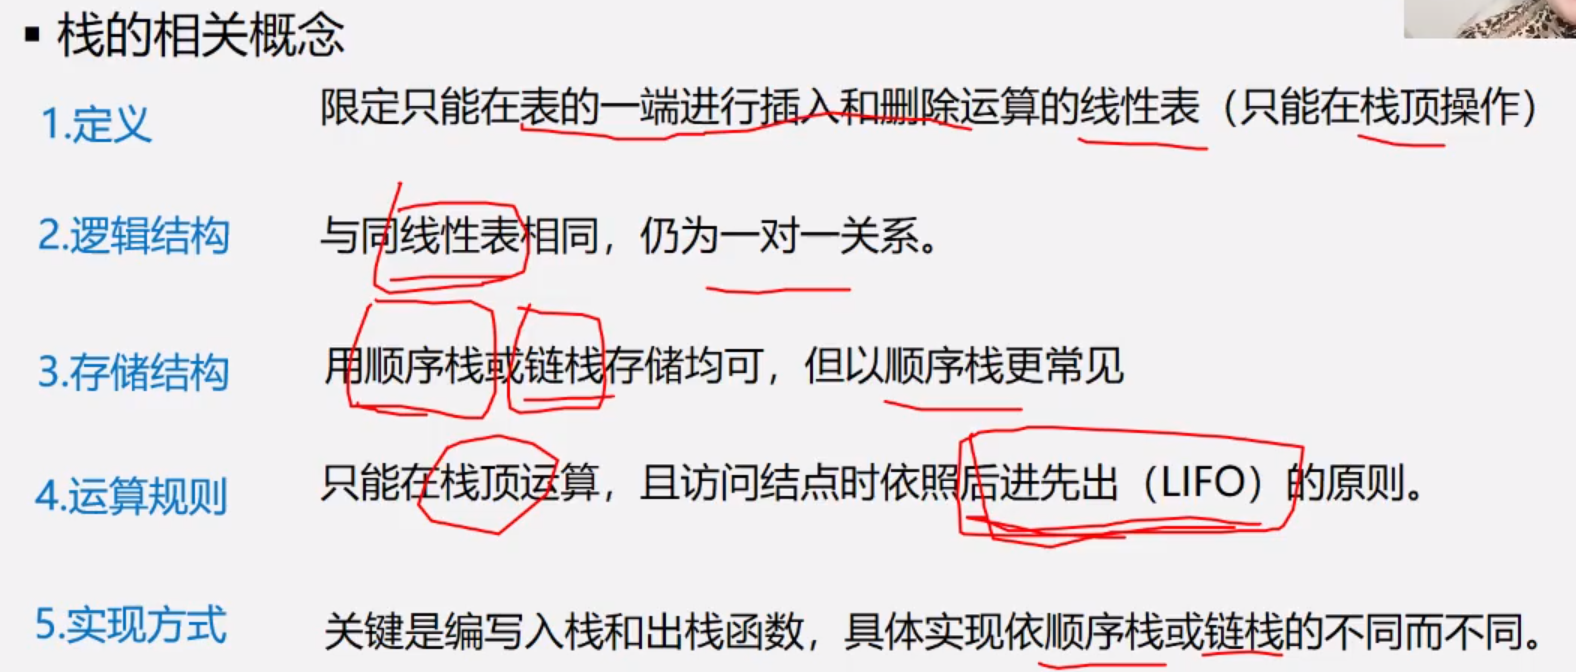 ▪ 栈的相关概念
1.定义 限定只能在表的一端进行插入和删除运算的线性表（只能在栈顶操作）
2.逻辑结构 与同线性表相同，仍为一对一关系。
3.存储结构 用顺序栈或链栈存储均可，但以顺序栈更常见
4.运算规则 只能在栈顶运算，且访问结点时依照后进先出（LIFO）的原则。
5.实现方式 关键是编写入栈和出栈函数，具体实现依顺序栈或链栈的不同而不同。